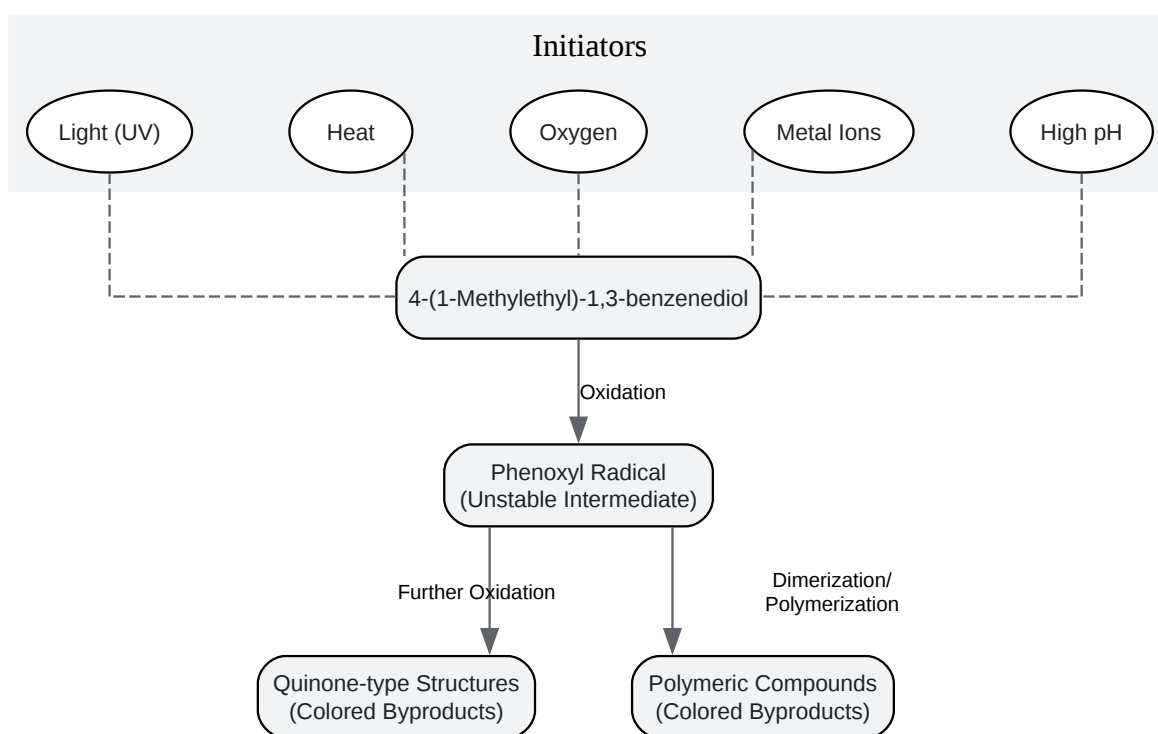 Initiators
Light (UV)
Heat
Oxygen
Metal Ions
High pH
4-(1-Methylethyl)-1,3-benzenediol
Oxidation
Phenoxyl Radical
(Unstable Intermediate)
Further Oxidation
Dimerization/
Polymerization
Quinone-type Structures
(Colored Byproducts)
Polymeric Compounds
(Colored Byproducts)